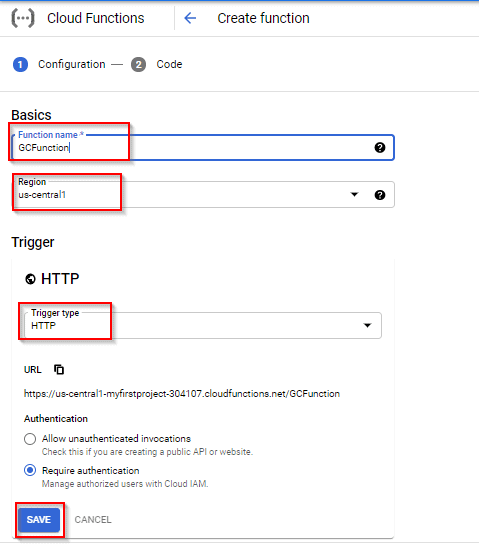 Cloud Functions Create function
1 Configuration — 2 Code
Basics
Function name *
GCFunction
Region
us-central1
Trigger
HTTP
Trigger type
HTTP
URL
https://us-central1-myfirstproject-304107.cloudfunctions.net/GCFunction
Authentication
Allow unauthenticated invocations
Check this if you are creating a public API or website.
Require authentication
Manage authorized users with Cloud IAM.
SAVE CANCEL